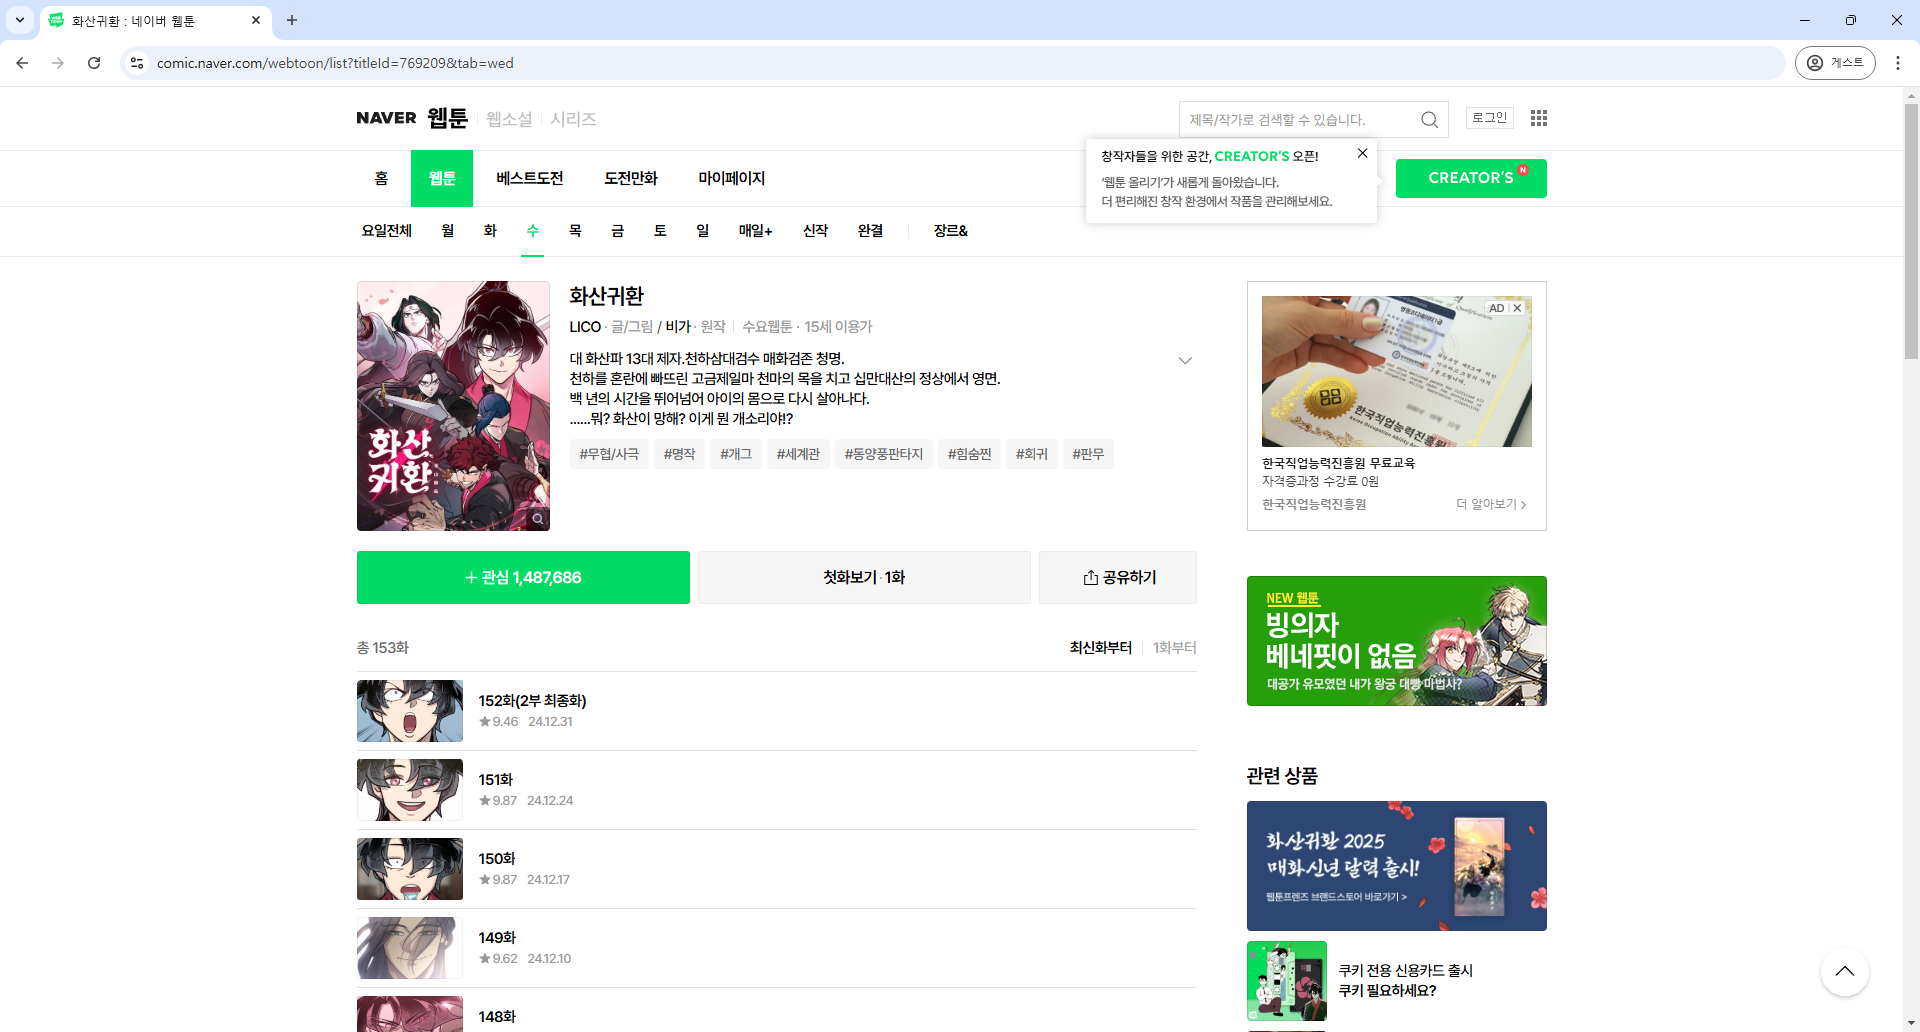 화산귀환 : 네이버 웹툰
comic.naver.com/webtoon/list?titleId=769209&tab=wed
게스트
NAVER 웹툰 웹소설 시리즈
제목/작가로 검색할 수 있습니다.
로그인
홈 웹툰 베스트도전 도전만화 마이페이지
창작자들을 위한 공간, CREATOR'S 오픈!
'웹툰 올리기'가 새롭게 돌아왔습니다.
더 편리해진 창작 환경에서 작품을 관리해보세요.
CREATOR'S N
요일전체 월 화 수 목 금 토 일 매일+ 신작 완결 장르&
화산귀환
화산귀환
LICO · 글/그림 / 비가 · 원작 수요웹툰 · 15세 이용가
대 화산파 13대 제자.천하삼대검수 매화검존 청명.
천하를 혼란에 빠뜨린 고금제일마 천마의 목을 치고 십만대산의 정상에서 영면.
백 년의 시간을 뛰어넘어 아이의 몸으로 다시 살아나다.
......뭐? 화산이 망해? 이게 뭔 개소리야!?
#무협/사극 #명작 #개그 #세계관 #동양풍판타지 #힘숨찐 #회귀 #판무
+ 관심 1,487,686
첫화보기 · 1화
공유하기
총 153화
최신화부터 1화부터
152화(2부 최종화)
★9.46 24.12.31
151화
★9.87 24.12.24
150화
★9.87 24.12.17
149화
★9.62 24.12.10
148화
AD
한국직업능력진흥원
한국직업능력진흥원 무료교육
자격증과정 수강료 0원
한국직업능력진흥원 더 알아보기
NEW 웹툰
빙의자
베네핏이 없음
대공가 유모였던 내가 왕궁 대빵 마법사?
관련 상품
화산귀환 2025
매화신년 달력 출시!
웹툰프렌즈 브랜드스토어 바로가기 >
쿠키 전용 신용카드 출시
쿠키 필요하세요?